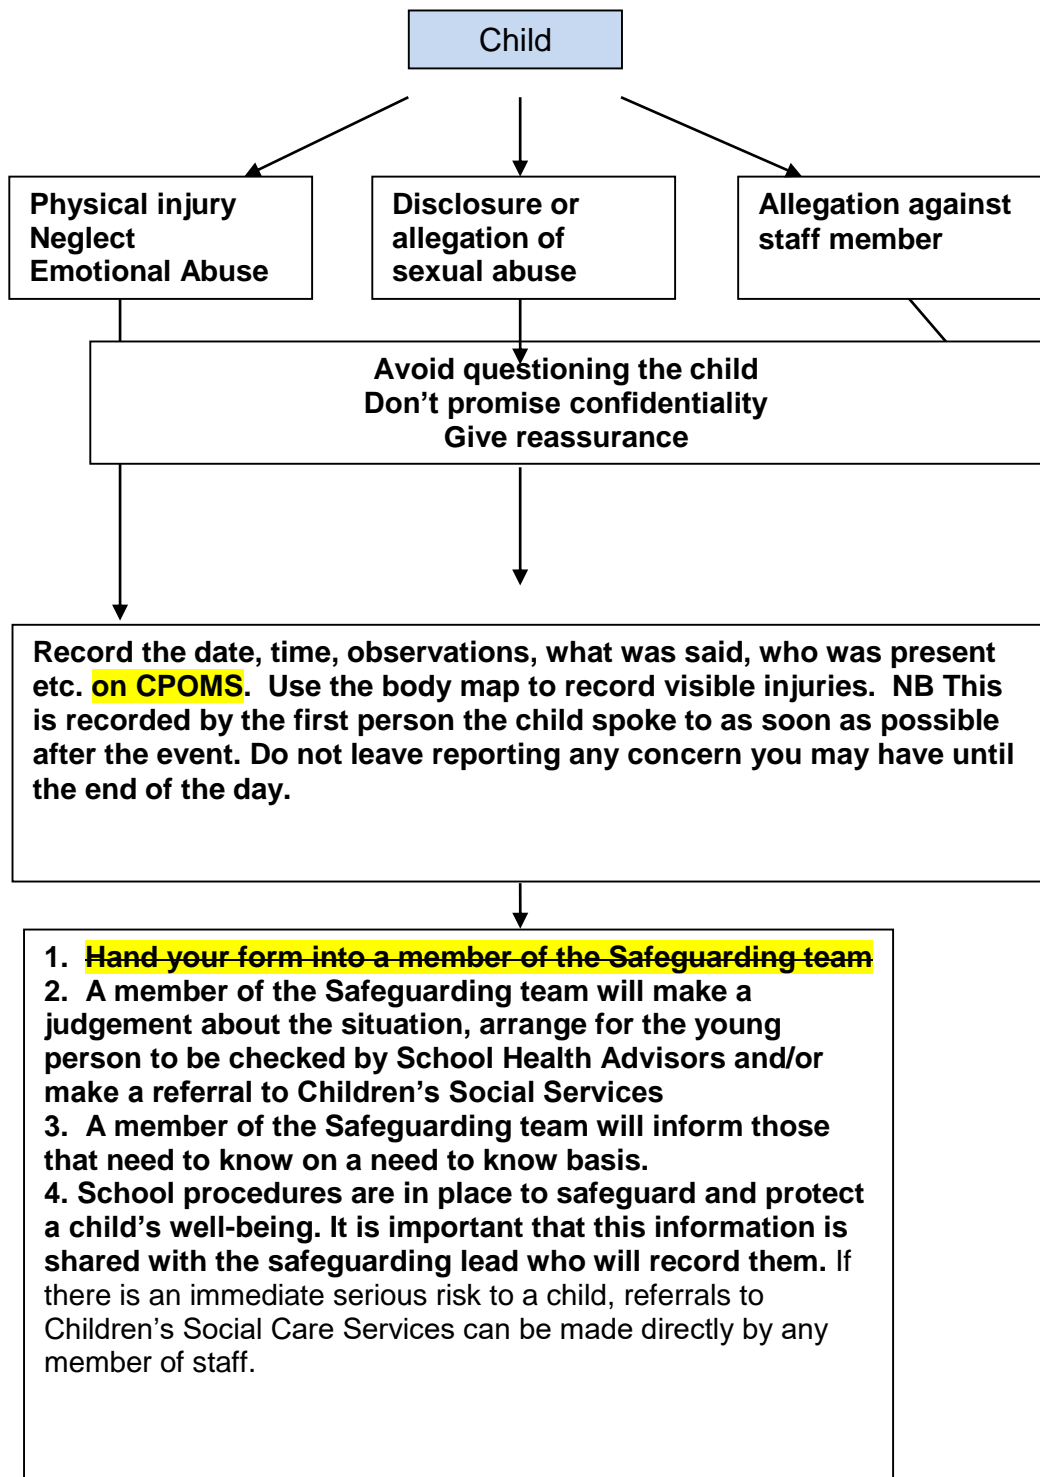 Child
Physical injury
Neglect
Emotional Abuse
Disclosure or
allegation of
sexual abuse
Allegation against
staff member
Avoid questioning the child
Don’t promise confidentiality
Give reassurance
Record the date, time, observations, what was said, who was present
etc. on CPOMS.  Use the body map to record visible injuries.  NB This
is recorded by the first person the child spoke to as soon as possible
after the event. Do not leave reporting any concern you may have until
the end of the day.
1.  Hand your form into a member of the Safeguarding team
2.  A member of the Safeguarding team will make a
judgement about the situation, arrange for the young
person to be checked by School Health Advisors and/or
make a referral to Children’s Social Services
3.  A member of the Safeguarding team will inform those
that need to know on a need to know basis.
4. School procedures are in place to safeguard and protect
a child’s well-being. It is important that this information is
shared with the safeguarding lead who will record them. If
there is an immediate serious risk to a child, referrals to
Children’s Social Care Services can be made directly by any
member of staff.